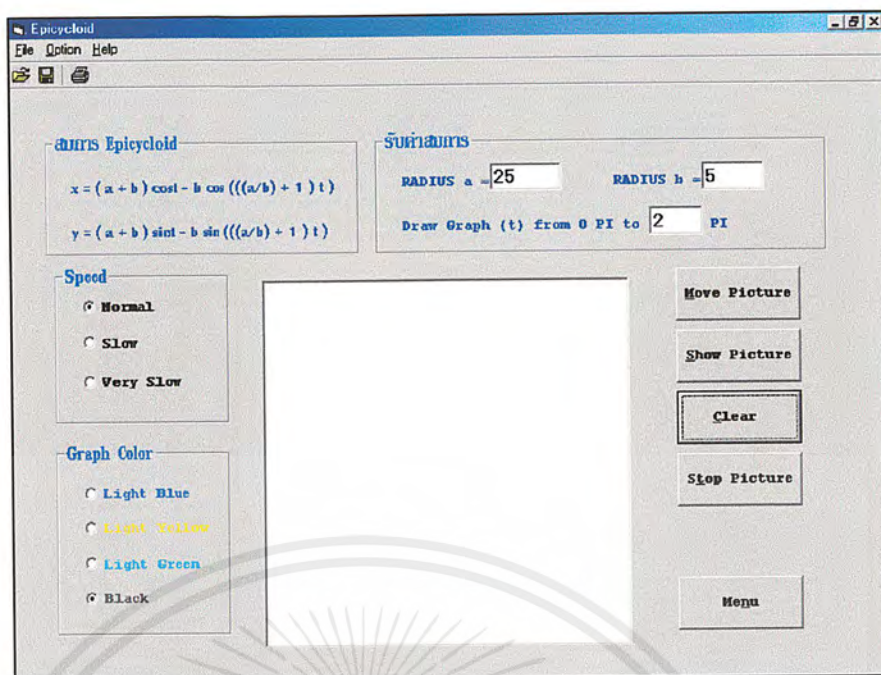 Epicycloid
File Option Help
สมการ Epicycloid
x = ( a + b ) cost - b cos (((a/b) + 1 ) t )
y = ( a + b ) sint - b sin (((a/b) + 1 ) t )
รับค่าสมการ
RADIUS a = 25 RADIUS b = 5
Draw Graph (t) from 0 PI to 2 PI
Speed
Normal
Slow
Very Slow
Graph Color
Light Blue
Light Yellow
Light Green
Black
Move Picture
Show Picture
Clear
Stop Picture
Menu